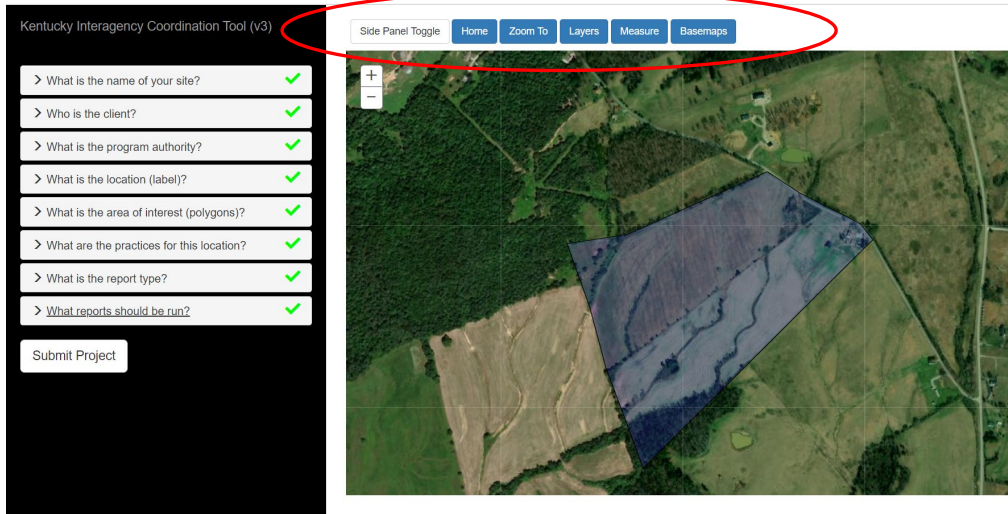 Kentucky Interagency Coordination Tool (v3)
Side Panel Toggle Home Zoom To Layers Measure Basemaps
+
−
What is the name of your site?
Who is the client?
What is the program authority?
What is the location (label)?
What is the area of interest (polygons)?
What are the practices for this location?
What is the report type?
What reports should be run?
Submit Project